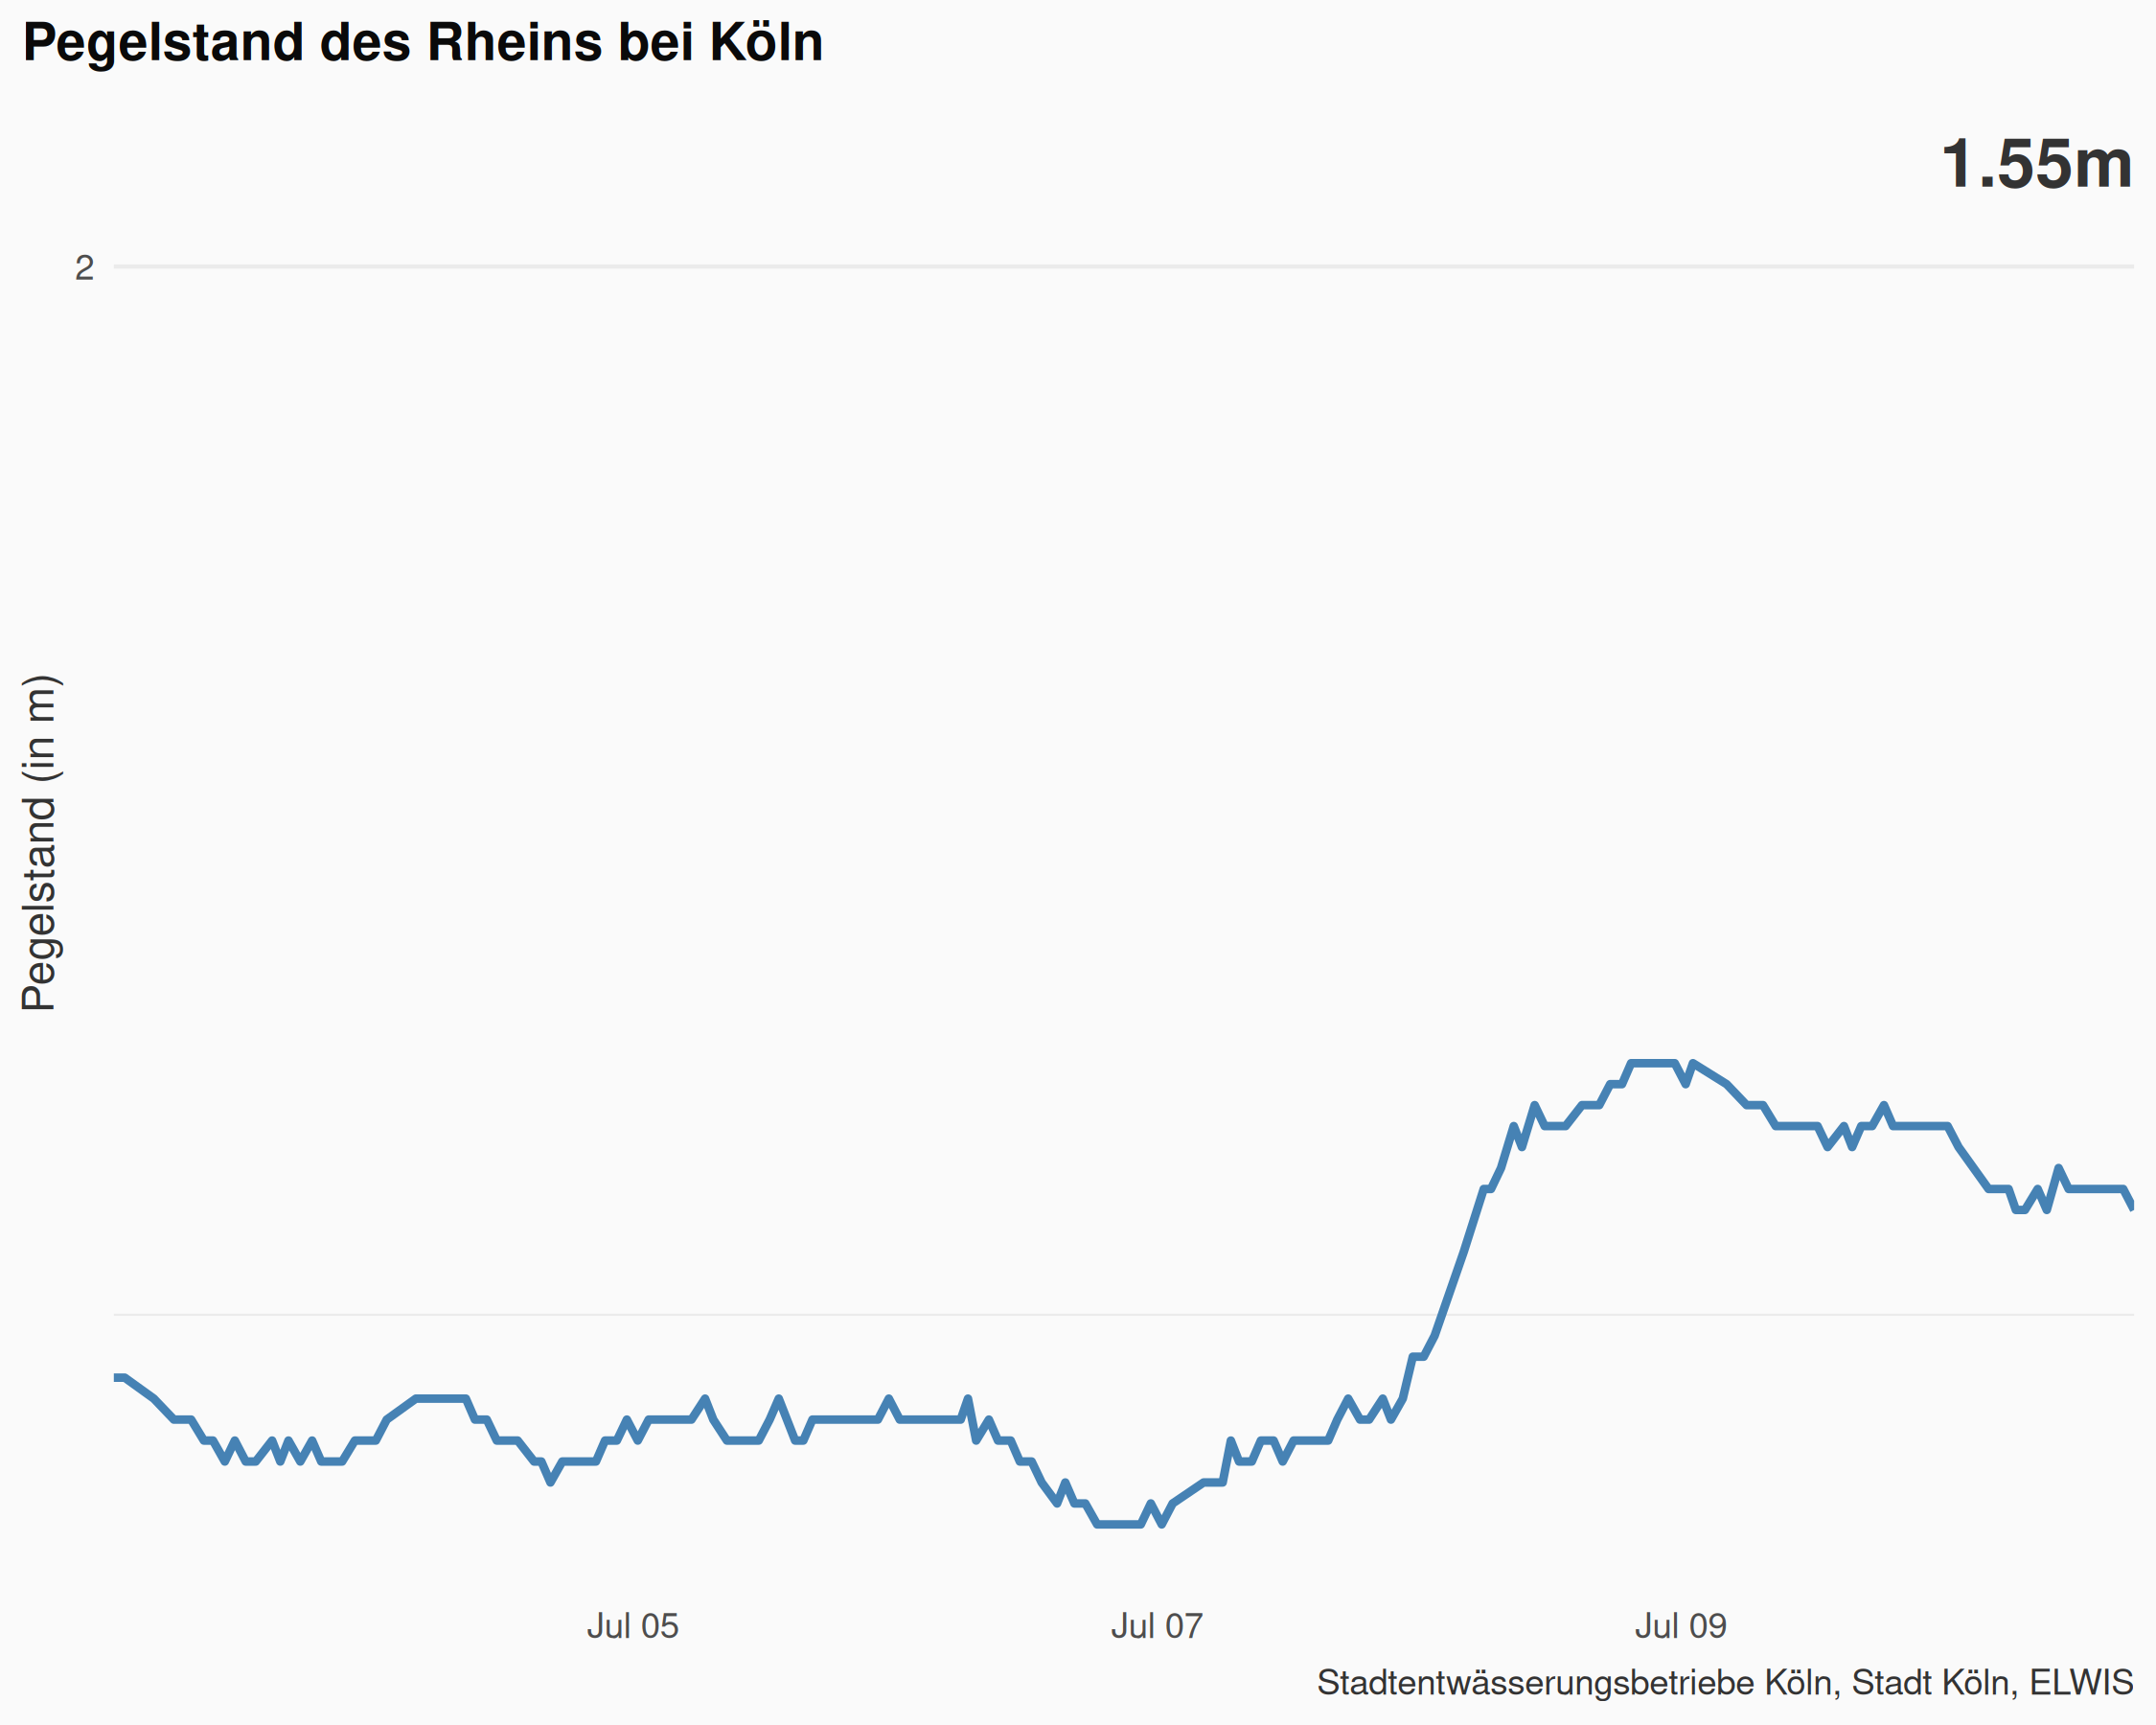 Pegelstand des Rheins bei Köln
1.55m
2
Pegelstand (in m)
Jul 05
Jul 07
Jul 09
Stadtentwässerungsbetriebe Köln, Stadt Köln, ELWIS